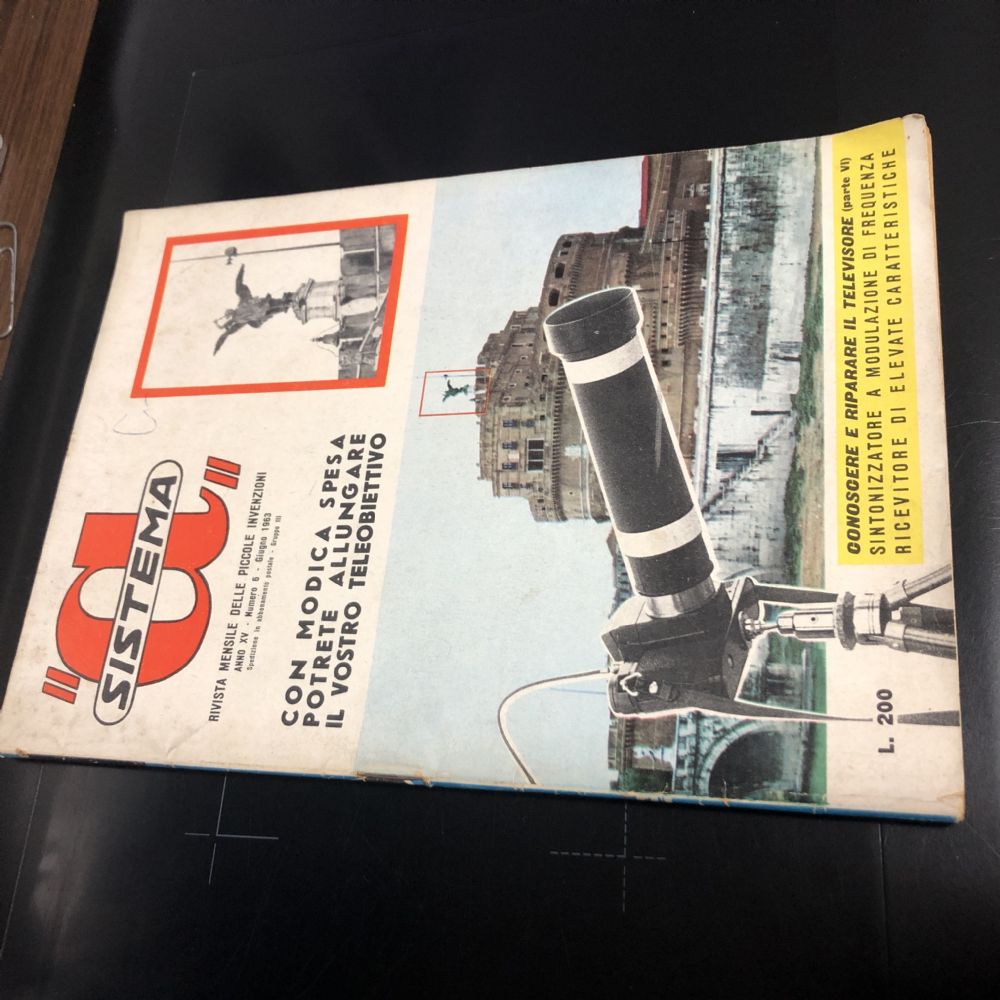 "a"
SISTEMA
RIVISTA MENSILE DELLE PICCOLE INVENZIONI
ANNO XV - Numero 6 - Giugno 1963
Spedizione in abbonamento postale - Gruppo III
CON MODICA SPESA
POTRETE ALLUNGARE
IL VOSTRO TELEOBIETTIVO
L. 200
CONOSCERE E RIPARARE IL TELEVISORE (parte VI)
SINTONIZZATORE A MODULAZIONE DI FREQUENZA
RICEVITORE DI ELEVATE CARATTERISTICHE